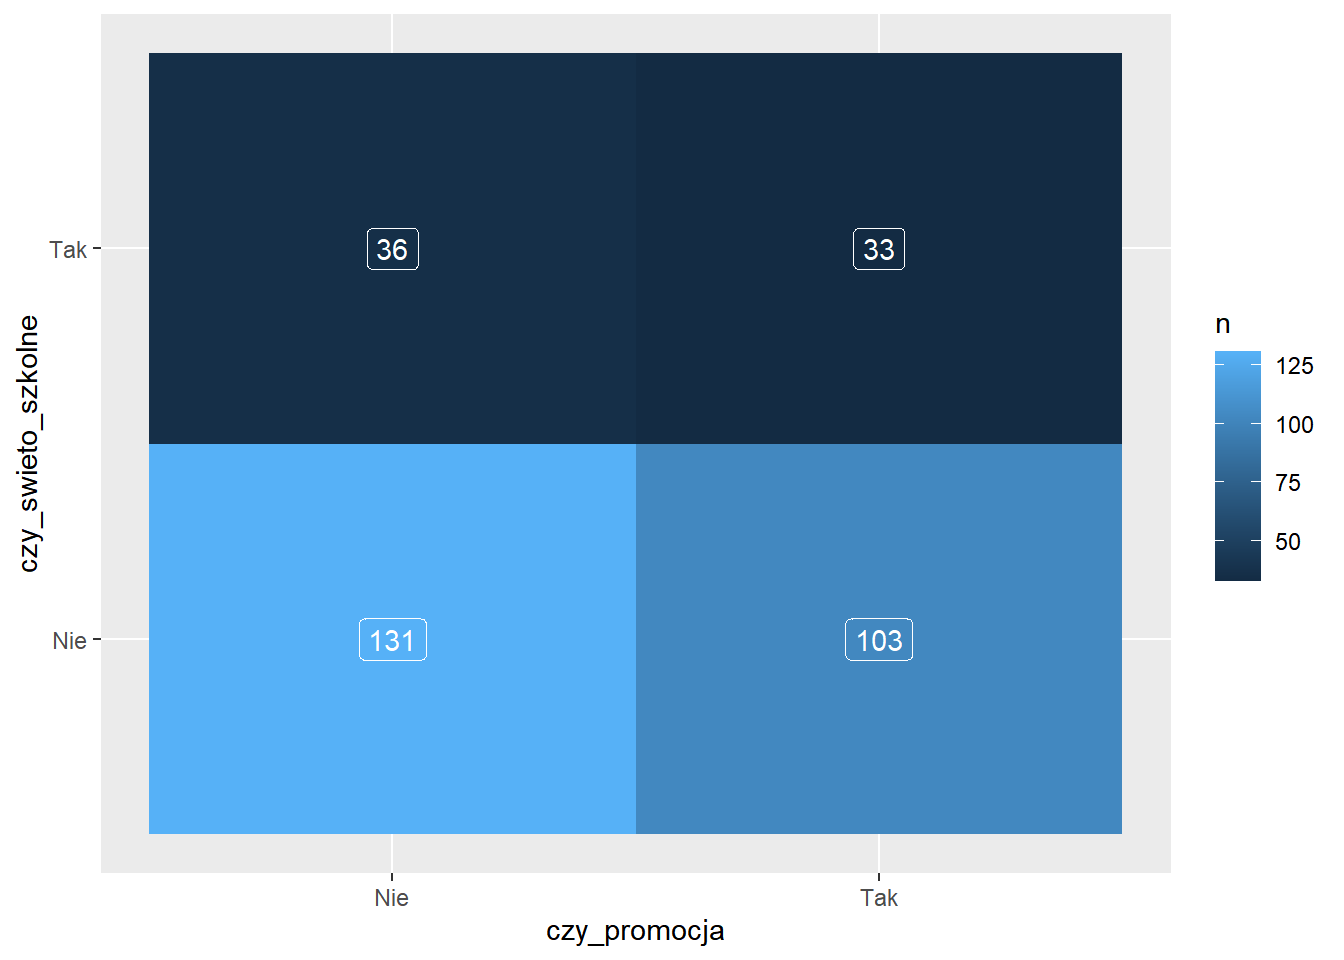 Tak
36
33
Nie
131
103
Nie
Tak
czy_promocja
czy_swieto_szkolne
n
125
100
75
50